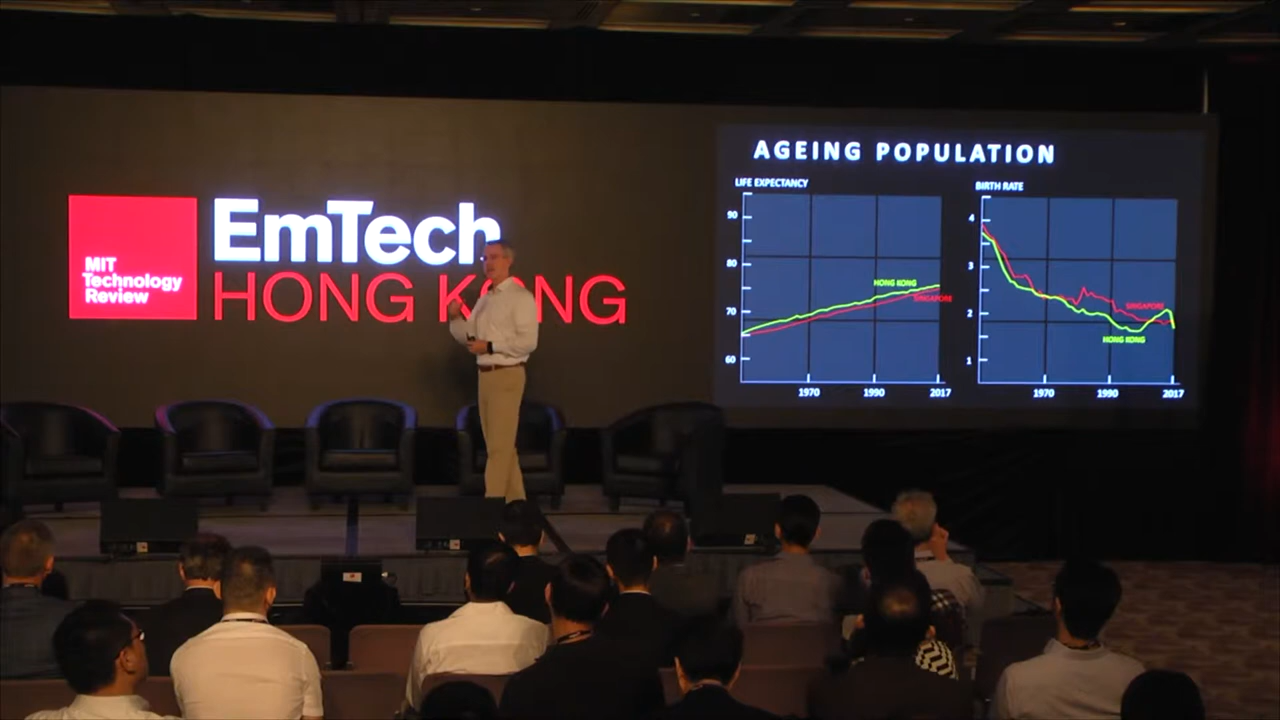 MIT
Technology
Review
EmTech
HONG KONG
AGEING POPULATION
LIFE EXPECTANCY
90
80
70
60
HONG KONG
SINGAPORE
1970
1990
2017
BIRTH RATE
4
3
2
1
SINGAPORE
HONG KONG
1970
1990
2017